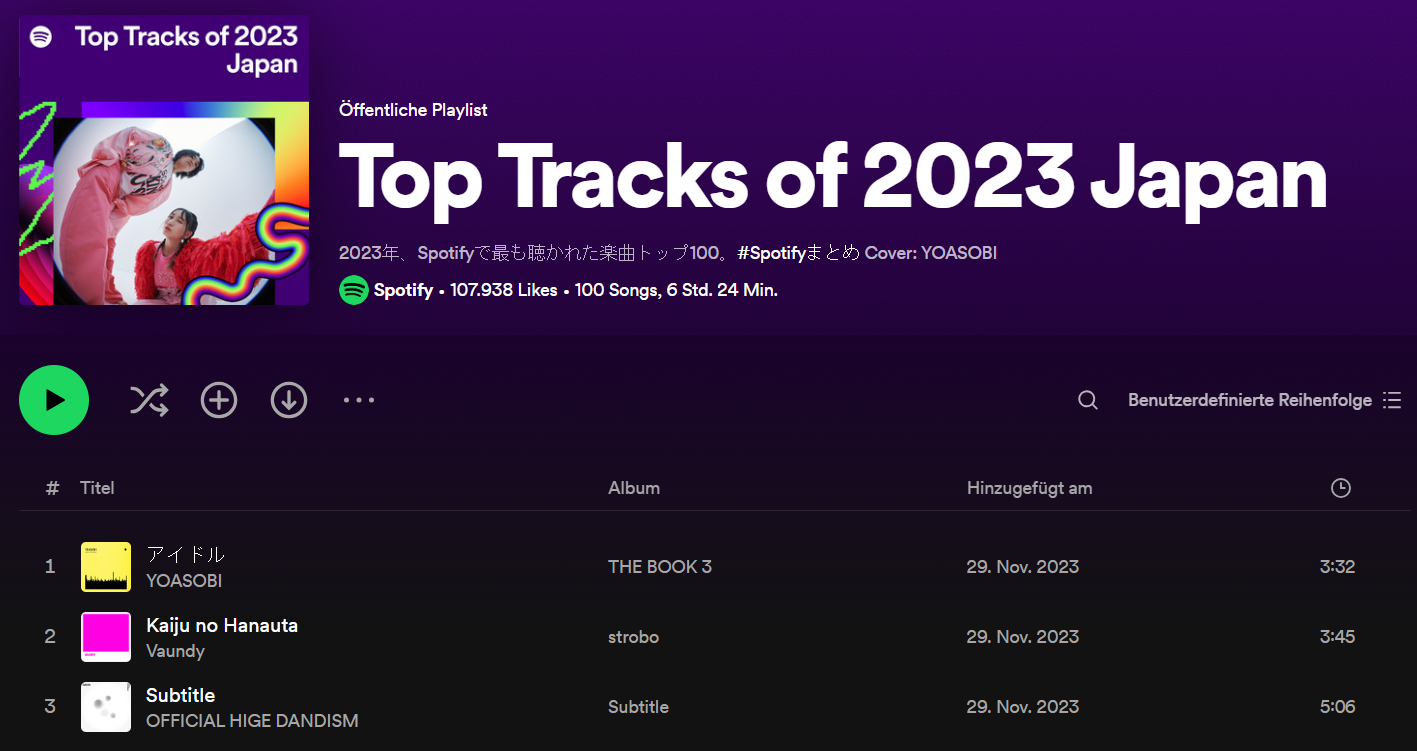 Top Tracks of 2023
Japan
Öffentliche Playlist
Top Tracks of 2023 Japan
2023年、Spotifyで最も聴かれた楽曲トップ100。#Spotifyまとめ Cover: YOASOBI
Spotify • 107.938 Likes • 100 Songs, 6 Std. 24 Min.
Benutzerdefinierte Reihenfolge
# Titel Album Hinzugefügt am
1 アイドル THE BOOK 3 29. Nov. 2023 3:32
YOASOBI
2 Kaiju no Hanauta strobo 29. Nov. 2023 3:45
Vaundy
3 Subtitle Subtitle 29. Nov. 2023 5:06
OFFICIAL HIGE DANDISM